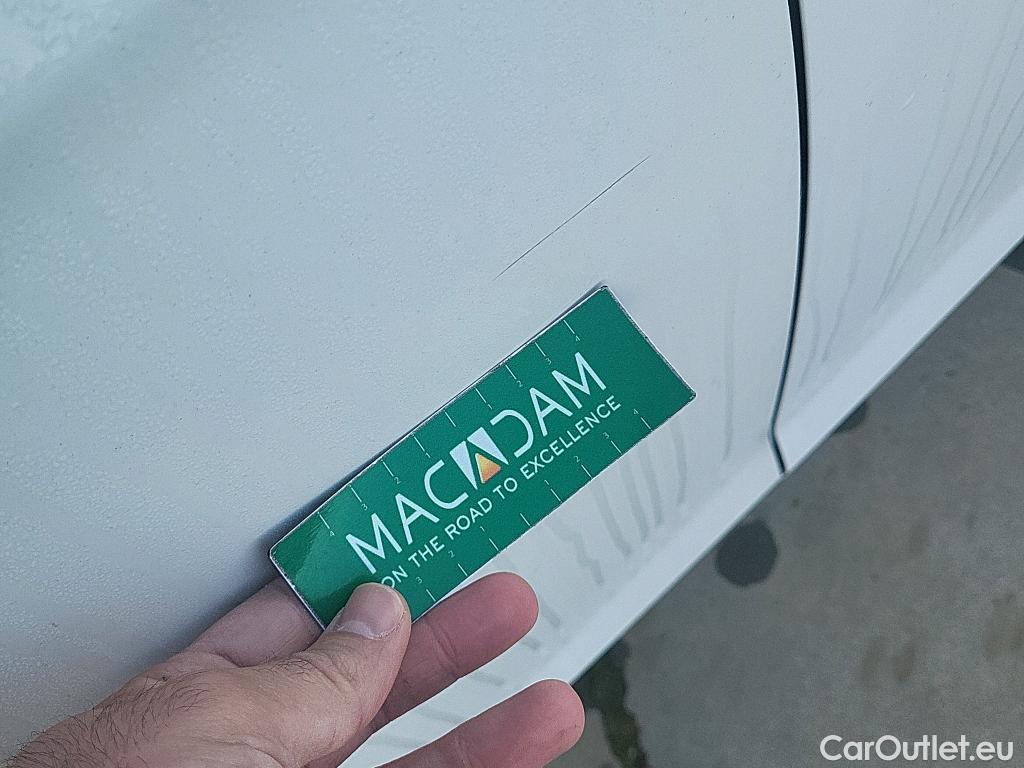 MACADAM
ON THE ROAD TO EXCELLENCE
CarOutlet.eu